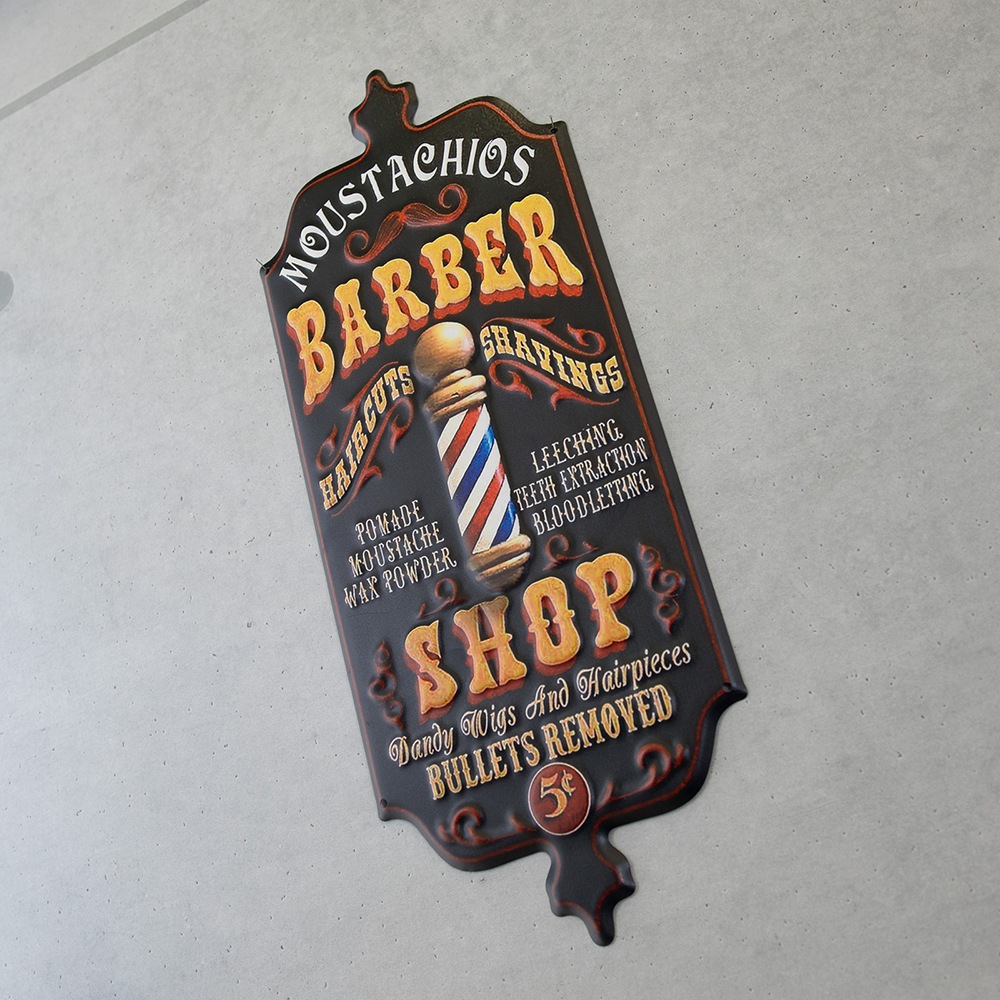 MOUSTACHIOS
BARBER
HAIRCUTS
SHAVINGS
POMADE
MOUSTACHE
WAX POWDER
LEECHING
TEETH EXTRACTION
BLOODLETTING
SHOP
Dandy Wigs And Hairpieces
BULLETS REMOVED
5¢